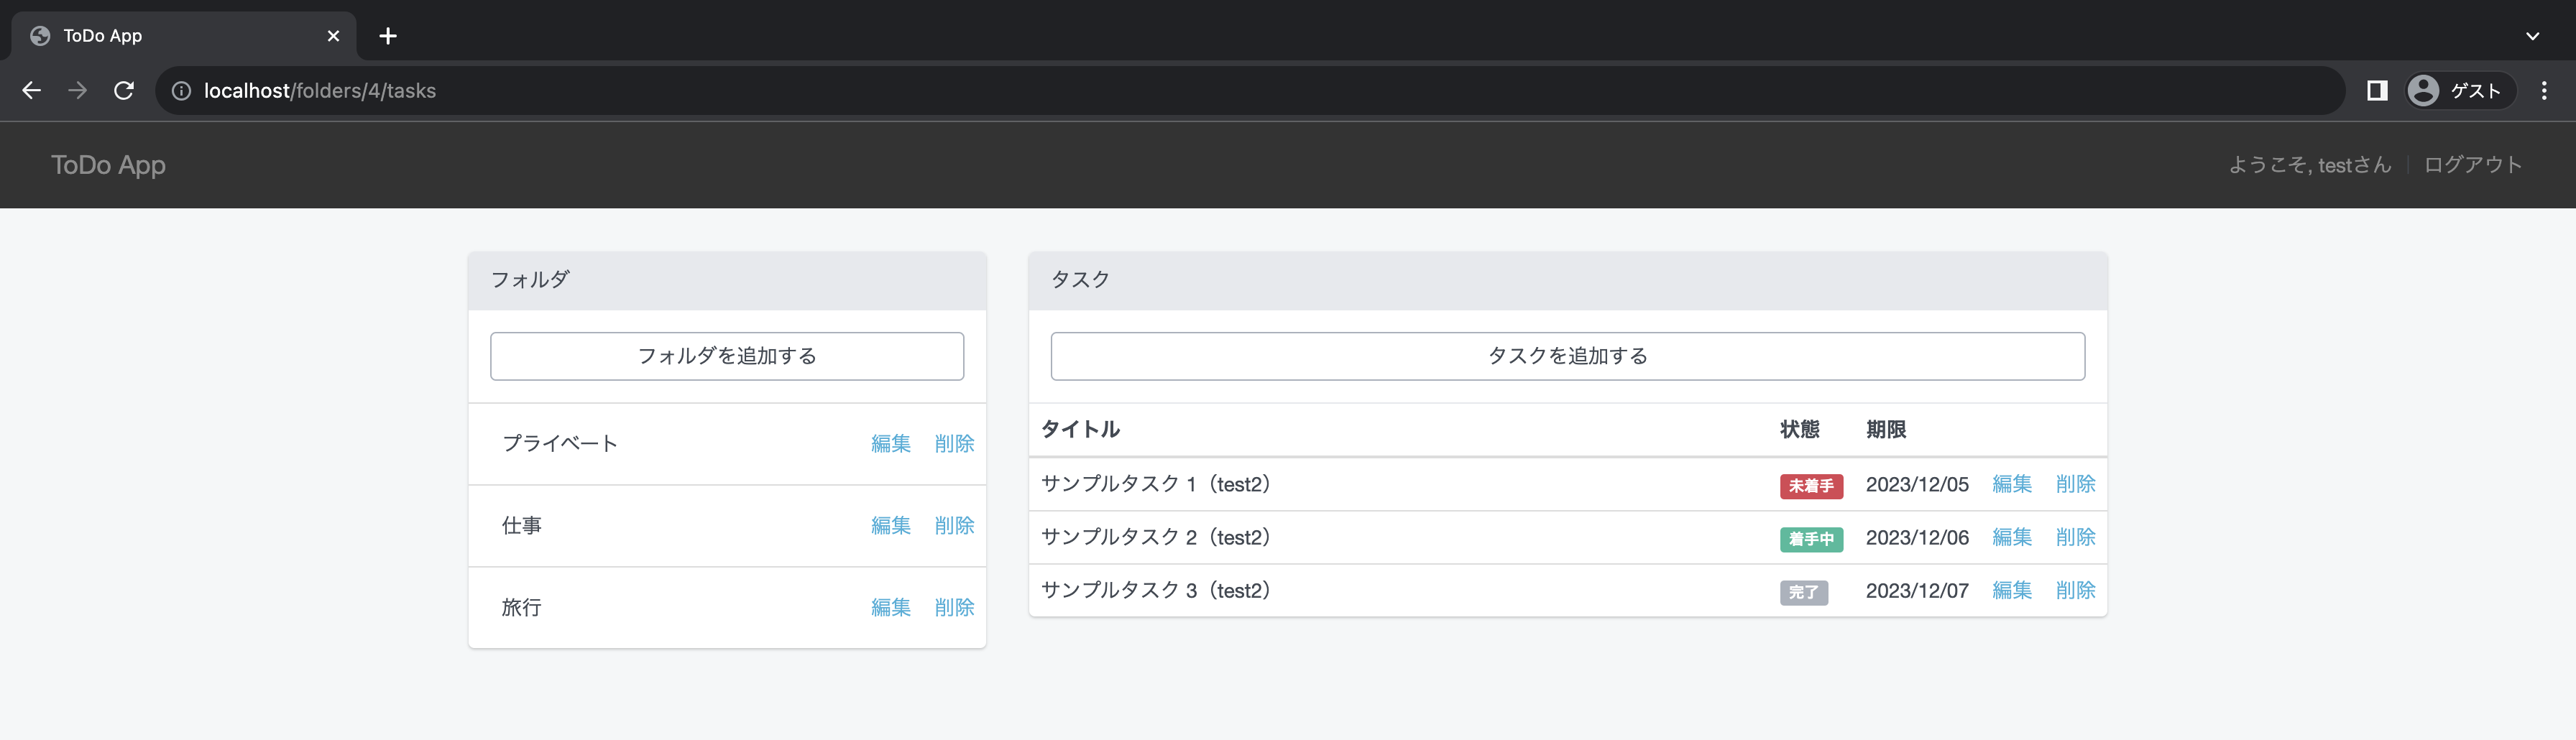 ToDo App
localhost/folders/4/tasks
ゲスト
ToDo App
ようこそ, testさん
ログアウト
フォルダ
フォルダを追加する
プライベート 編集 削除
仕事 編集 削除
旅行 編集 削除
タスク
タスクを追加する
タイトル 状態 期限
サンプルタスク 1（test2） 未着手 2023/12/05 編集 削除
サンプルタスク 2（test2） 着手中 2023/12/06 編集 削除
サンプルタスク 3（test2） 完了 2023/12/07 編集 削除